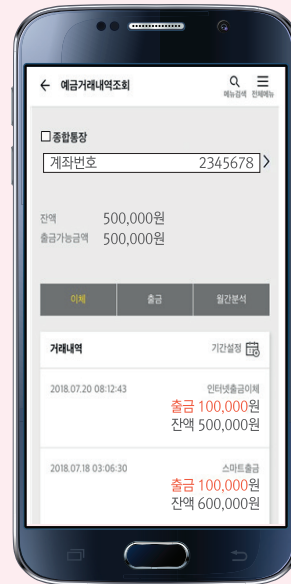 예금거래내역조회
메뉴검색 전체메뉴
종합통장
계좌번호 2345678
잔액 500,000원
출금가능금액 500,000원
이체 출금 월간분석
거래내역 기간설정
2018.07.20 08:12:43 인터넷출금이체
출금 100,000원
잔액 500,000원
2018.07.18 03:06:30 스마트출금
출금 100,000원
잔액 600,000원